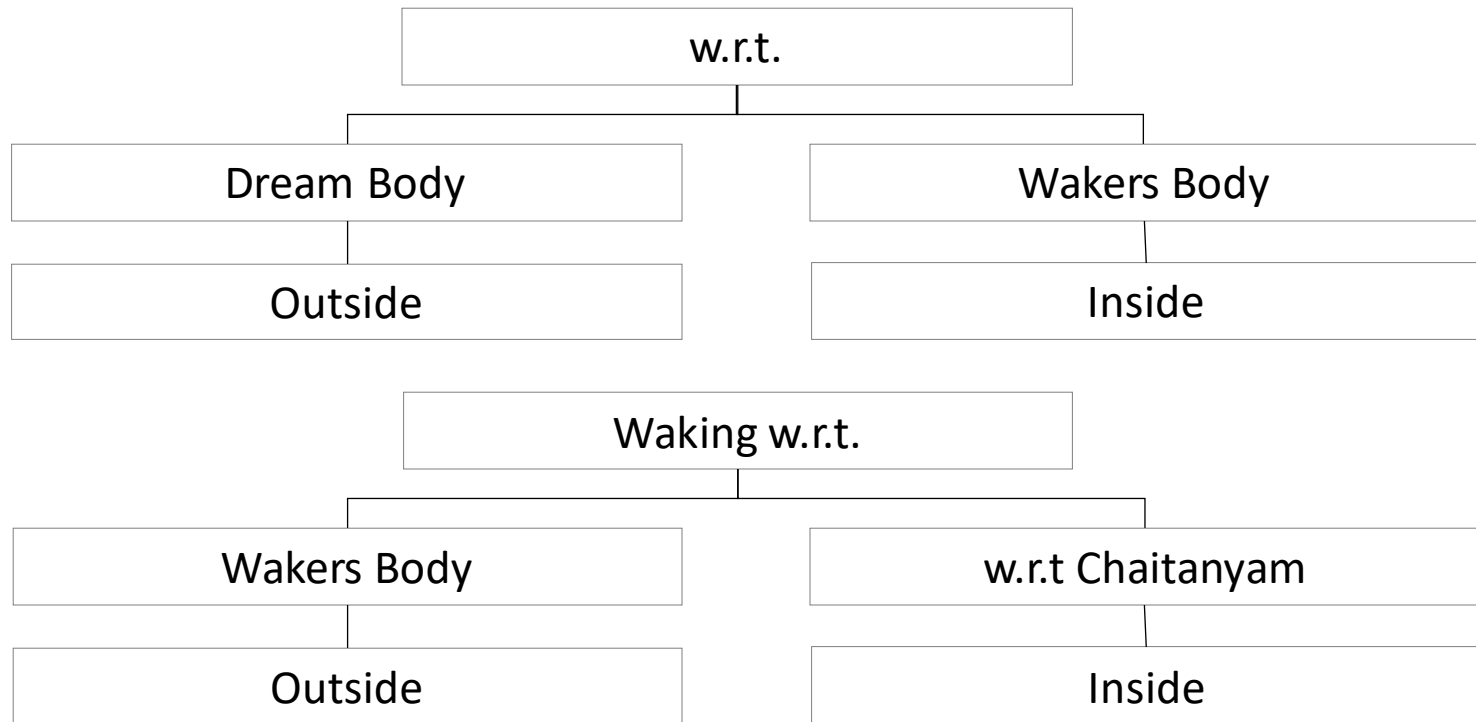 w.r.t.
Dream Body
Wakers Body
Outside
Inside
Waking w.r.t.
Wakers Body
w.r.t Chaitanyam
Outside
Inside